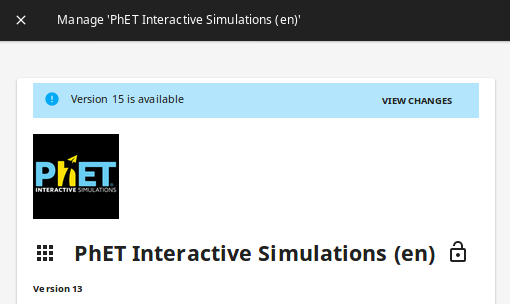 Manage 'PhET Interactive Simulations (en)'
Version 15 is available
VIEW CHANGES
PhET
INTERACTIVE SIMULATIONS
PhET Interactive Simulations (en)
Version 13